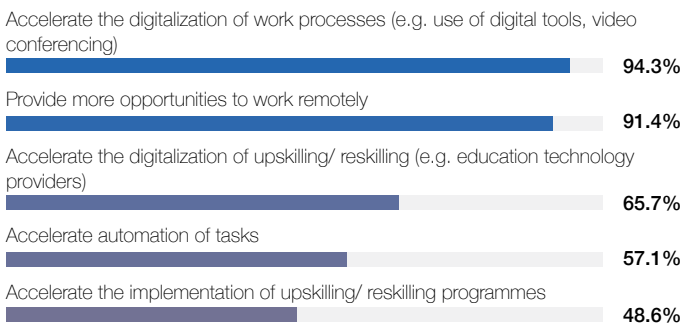 Accelerate the digitalization of work processes (e.g. use of digital tools, video
conferencing)
94.3%
Provide more opportunities to work remotely
91.4%
Accelerate the digitalization of upskilling/ reskilling (e.g. education technology
providers)
65.7%
Accelerate automation of tasks
57.1%
Accelerate the implementation of upskilling/ reskilling programmes
48.6%